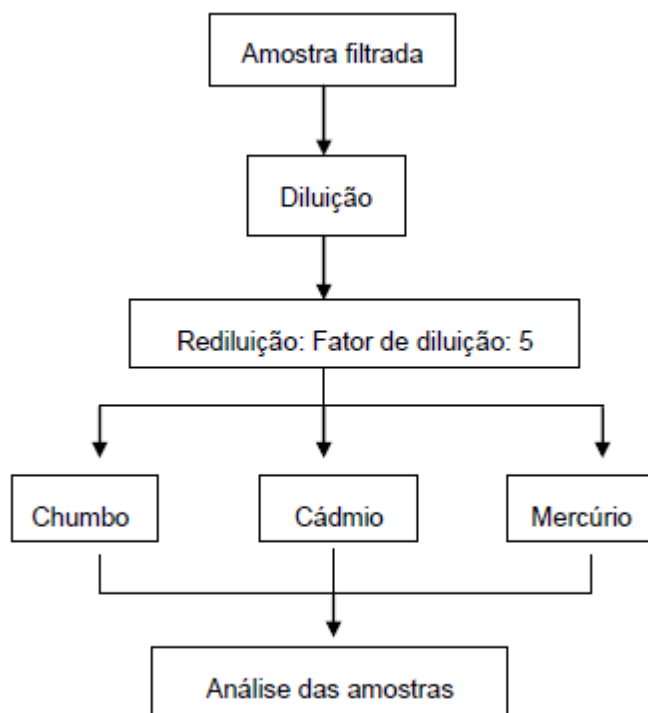 Amostra filtrada
Diluição
Rediluição: Fator de diluição: 5
Chumbo
Cádmio
Mercúrio
Análise das amostras